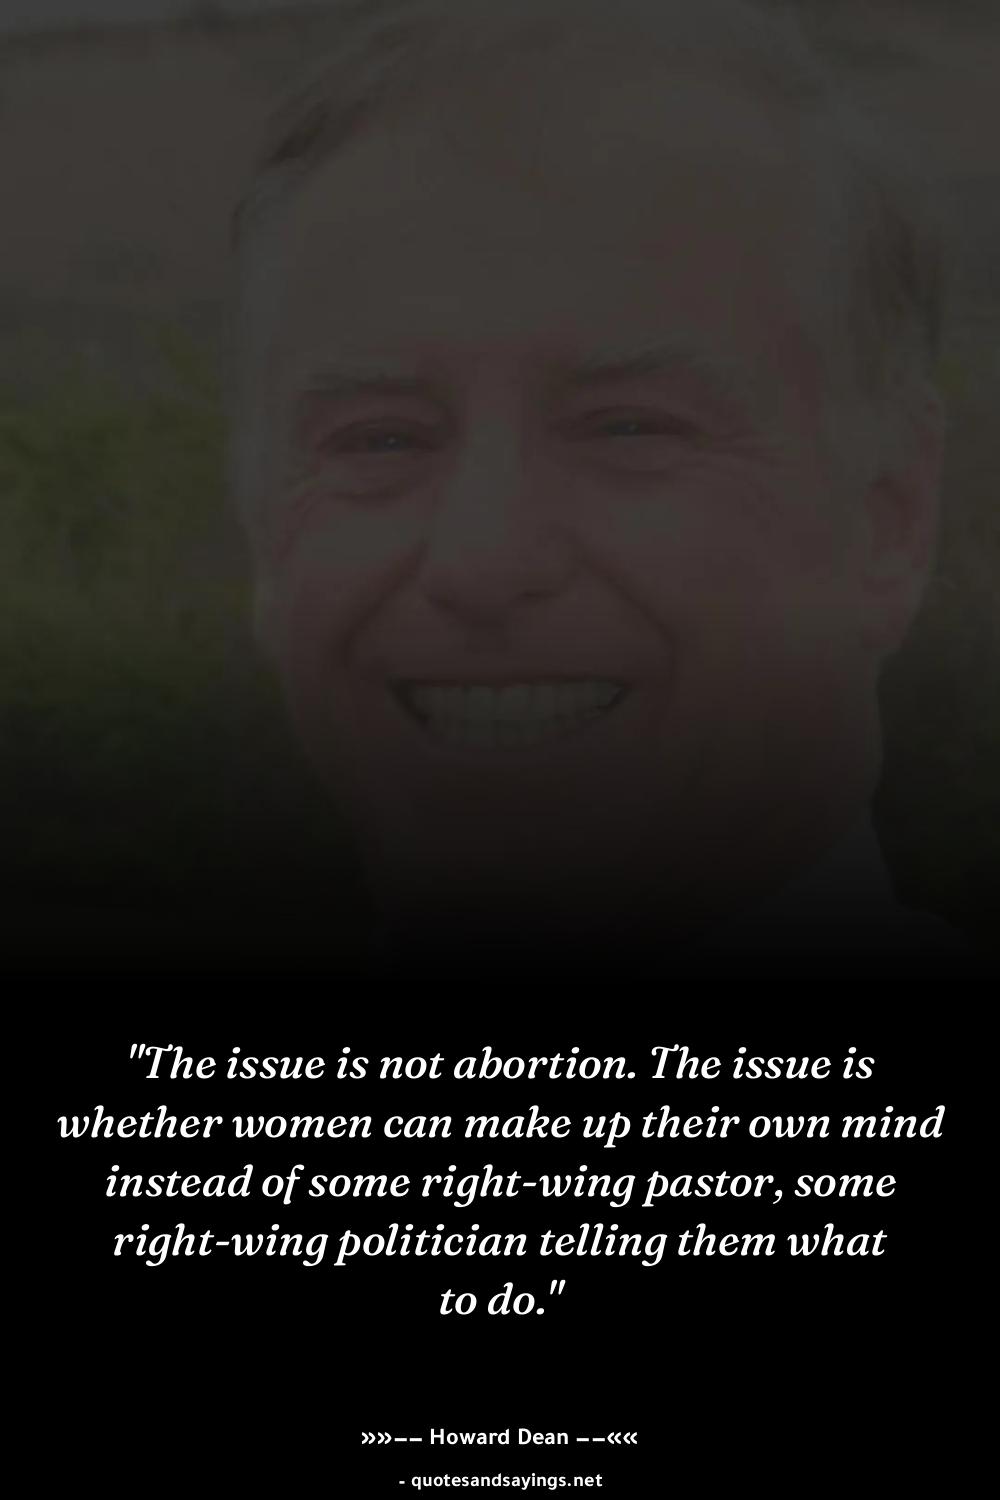 "The issue is not abortion. The issue is
whether women can make up their own mind
instead of some right-wing pastor, some
right-wing politician telling them what
to do."
»»−− Howard Dean −−««
- quotesandsayings.net